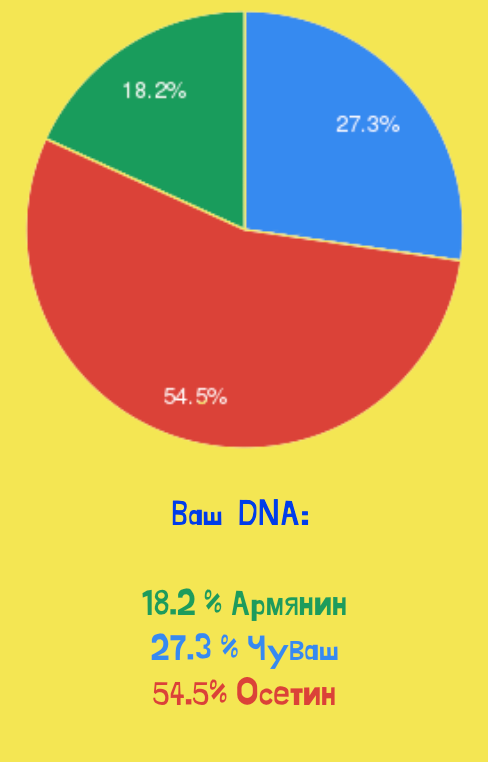 18.2%
27.3%
54.5%
Ваш DNA:
18.2 % Армянин
27.3 % Чуваш
54.5% Осетин